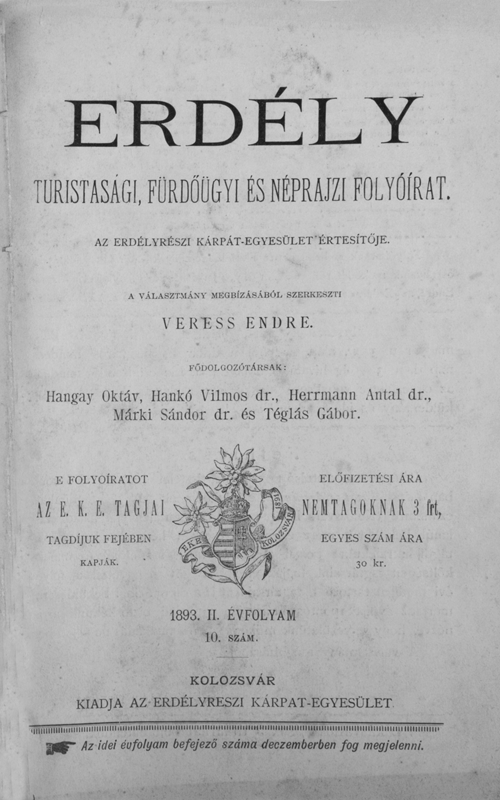 ERDÉLY
TURISTASÁGI, FÜRDŐÜGYI ÉS NÉPRAJZI FOLYÓÍRAT.
AZ ERDÉLYRÉSZI KÁRPÁT-EGYESÜLET ÉRTESÍTŐJE.
A VÁLASZTMÁNY MEGBÍZÁSÁBÓL SZERKESZTI
VERESS ENDRE.
FŐDOLGOZÓTÁRSAK:
Hangay Oktáv, Hankó Vilmos dr., Herrmann Antal dr.,
Márki Sándor dr. és Téglás Gábor.
E FOLYÓIRATOT
AZ E. K. E. TAGJAI
TAGDÍJUK FEJÉBEN
KAPJÁK.
EKE
KOLOZSVÁR
ELŐFIZETÉSI ÁRA
NEMTAGOKNAK 3 frt,
EGYES SZÁM ÁRA
30 kr.
1893. II. ÉVFOLYAM
10. SZÁM.
KOLOZSVÁR
KIADJA AZ ERDÉLYRESZI KÁRPAT-EGYESÜLET
Az idei évfolyam befejező száma deczemberben fog megjelenni.